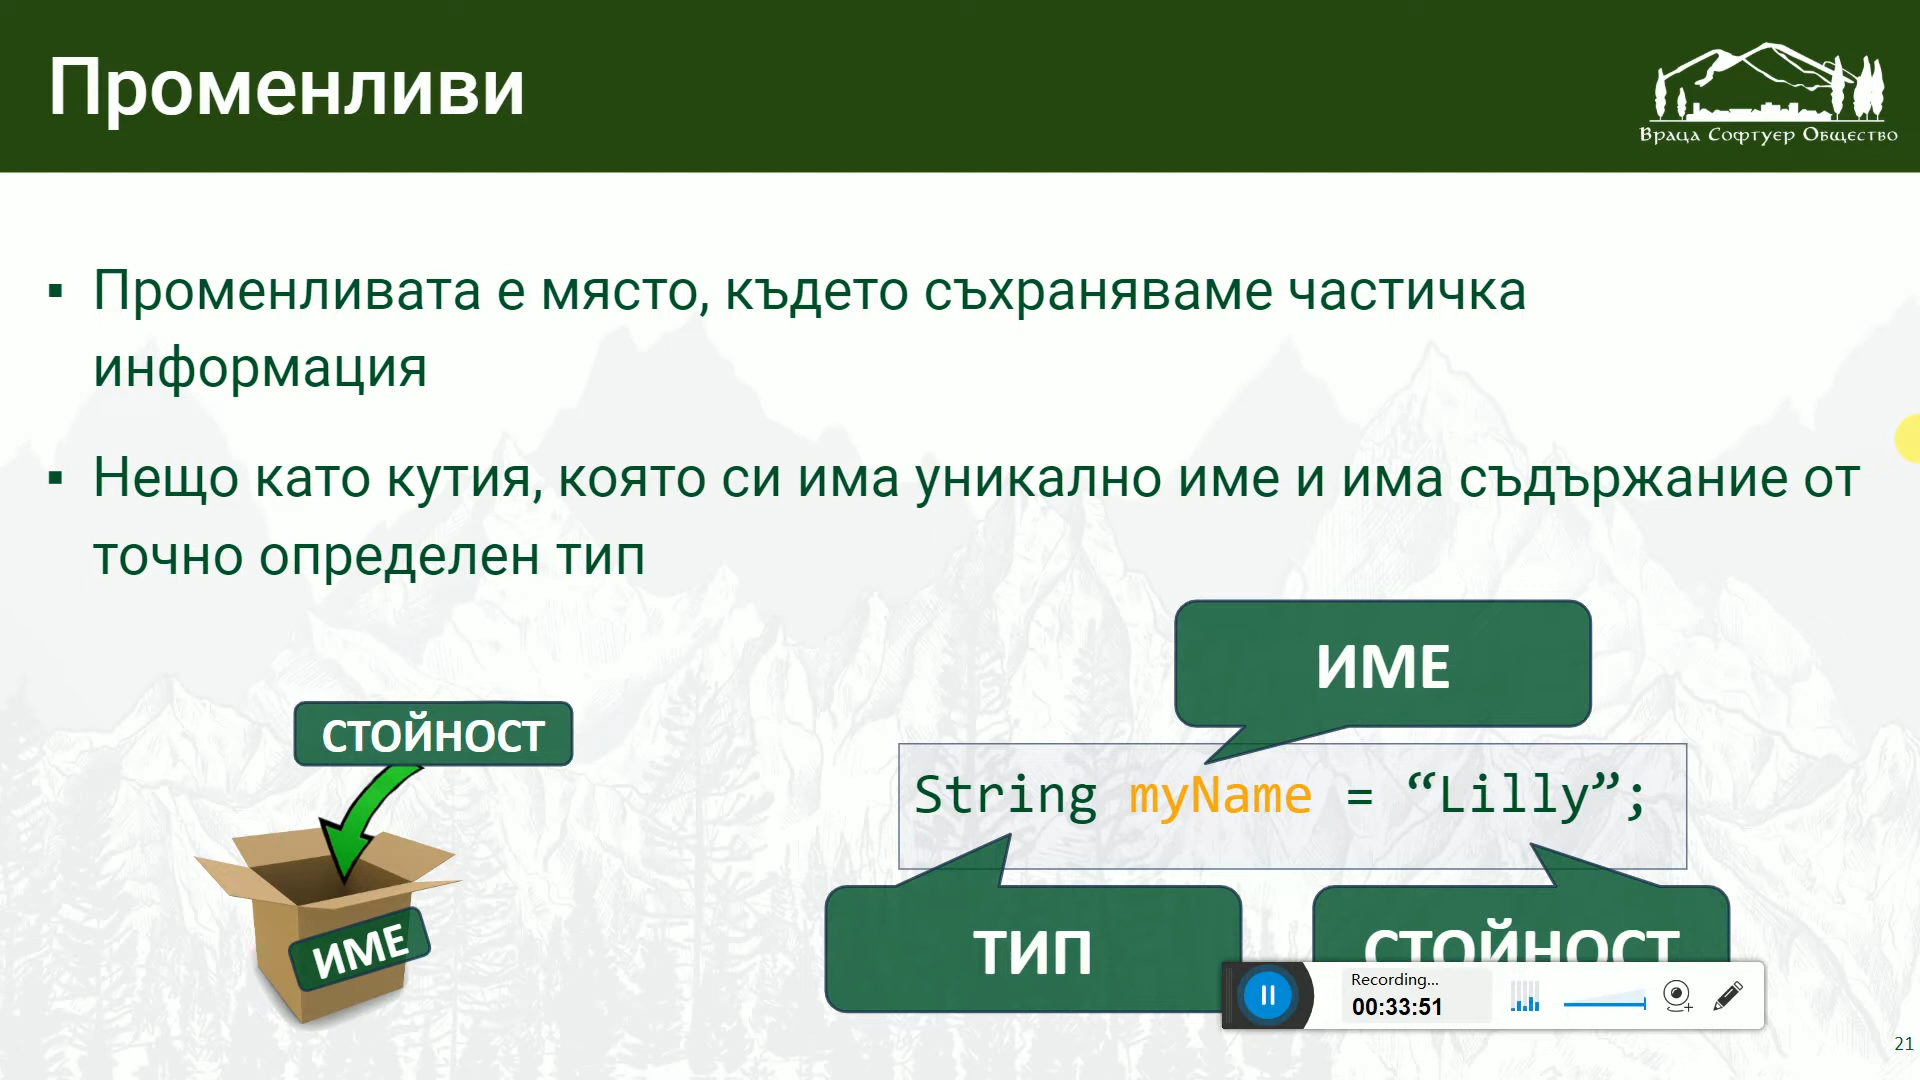 Променливи
Враца Софтуер Общество
▪ Променливата е място, където съхраняваме частичка
информация
▪ Нещо като кутия, която си има уникално име и има съдържание от
точно определен тип
ИМЕ
СТОЙНОСТ
String myName = “Lilly”;
ИМЕ
ТИП
СТОЙНОСТ
Recording...
00:33:51
21